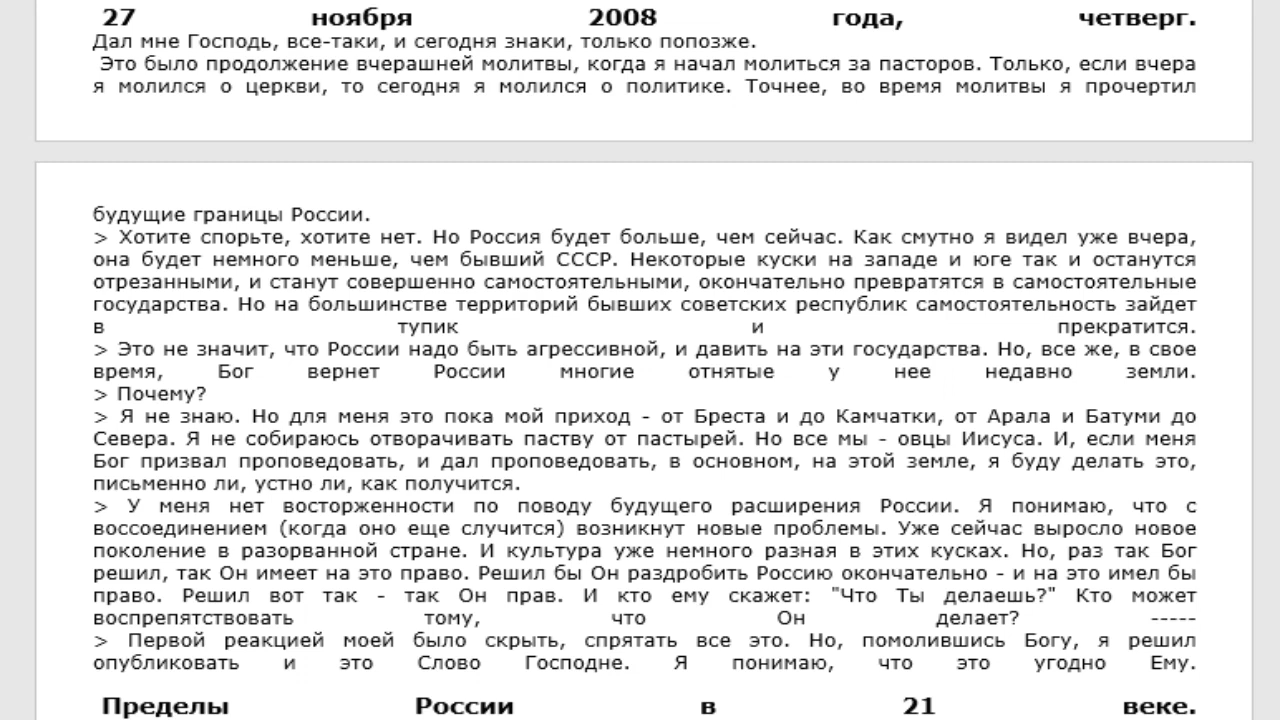 27 ноября 2008 года, четверг.
Дал мне Господь, все-таки, и сегодня знаки, только попозже.
Это было продолжение вчерашней молитвы, когда я начал молиться за пасторов. Только, если вчера
я молился о церкви, то сегодня я молился о политике. Точнее, во время молитвы я прочертил
будущие границы России.
> Хотите спорьте, хотите нет. Но Россия будет больше, чем сейчас. Как смутно я видел уже вчера,
она будет немного меньше, чем бывший СССР. Некоторые куски на западе и юге так и останутся
отрезанными, и станут совершенно самостоятельными, окончательно превратятся в самостоятельные
государства. Но на большинстве территорий бывших советских республик самостоятельность зайдет
в тупик и прекратится.
> Это не значит, что России надо быть агрессивной, и давить на эти государства. Но, все же, в свое
время, Бог вернет России многие отнятые у нее недавно земли.
> Почему?
> Я не знаю. Но для меня это пока мой приход - от Бреста и до Камчатки, от Арала и Батуми до
Севера. Я не собираюсь отворачивать паству от пастырей. Но все мы - овцы Иисуса. И, если меня
Бог призвал проповедовать, и дал проповедовать, в основном, на этой земле, я буду делать это,
письменно ли, устно ли, как получится.
> У меня нет восторженности по поводу будущего расширения России. Я понимаю, что с
воссоединением (когда оно еще случится) возникнут новые проблемы. Уже сейчас выросло новое
поколение в разорванной стране. И культура уже немного разная в этих кусках. Но, раз так Бог
решил, так Он имеет на это право. Решил бы Он раздробить Россию окончательно - и на это имел бы
право. Решил вот так - так Он прав. И кто ему скажет: "Что Ты делаешь?" Кто может
воспрепятствовать тому, что Он делает? -----
> Первой реакцией моей было скрыть, спрятать все это. Но, помолившись Богу, я решил
опубликовать и это Слово Господне. Я понимаю, что это угодно Ему.
Пределы России в 21 веке.